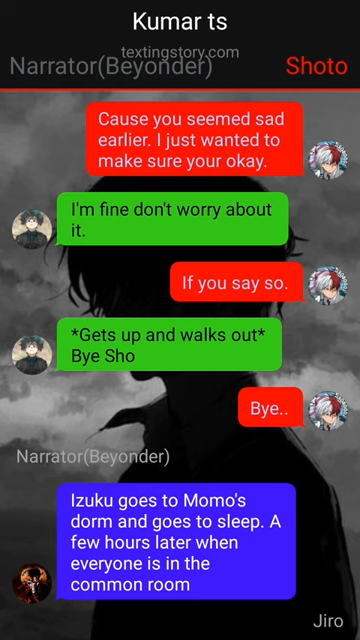 Kumar ts
textingstory.com
Narrator(Beyonder)
Shoto
Cause you seemed sad
earlier. I just wanted to
make sure your okay.
I'm fine don't worry about
it.
If you say so.
*Gets up and walks out*
Bye Sho
Bye..
Narrator(Beyonder)
Izuku goes to Momo's
dorm and goes to sleep. A
few hours later when
everyone is in the
common room
Jiro